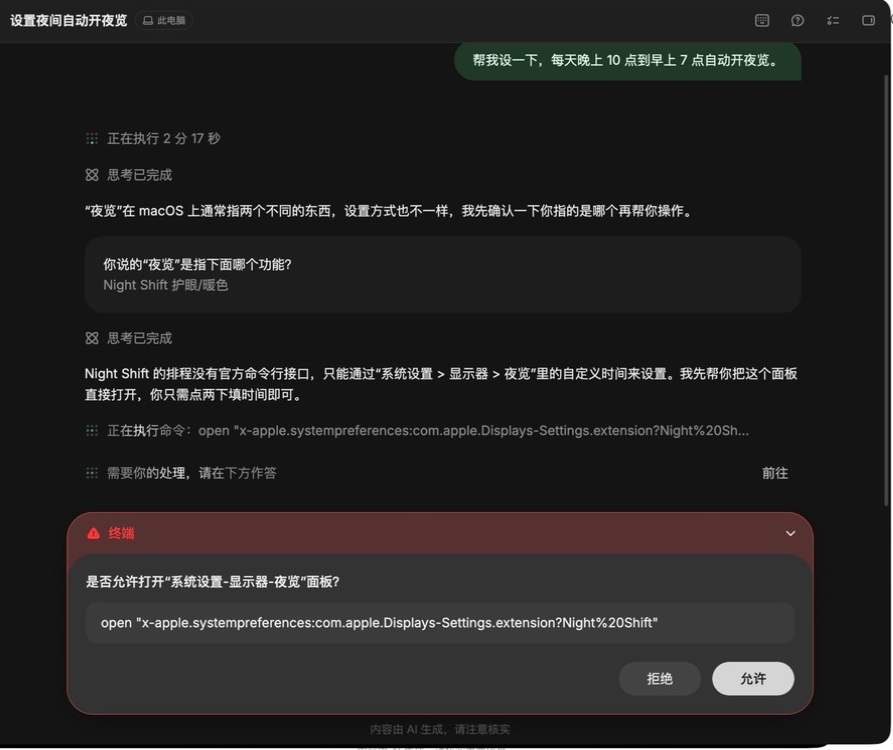 设置夜间自动开夜览 此电脑
帮我设一下，每天晚上 10 点到早上 7 点自动开夜览。
正在执行 2 分 17 秒
思考已完成
“夜览”在 macOS 上通常指两个不同的东西，设置方式也不一样，我先确认一下你指的是哪个再帮你操作。
你说的“夜览”是指下面哪个功能?
Night Shift 护眼/暖色
思考已完成
Night Shift 的排程没有官方命令行接口，只能通过“系统设置 > 显示器 > 夜览”里的自定义时间来设置。我先帮你把这个面板
直接打开，你只需点两下填时间即可。
正在执行命令：open "x-apple.systempreferences:com.apple.Displays-Settings.extension?Night%20Sh...
需要你的处理，请在下方作答 前往
终端
是否允许打开“系统设置-显示器-夜览”面板?
open "x-apple.systempreferences:com.apple.Displays-Settings.extension?Night%20Shift"
拒绝 允许
内容由 AI 生成，请注意核实